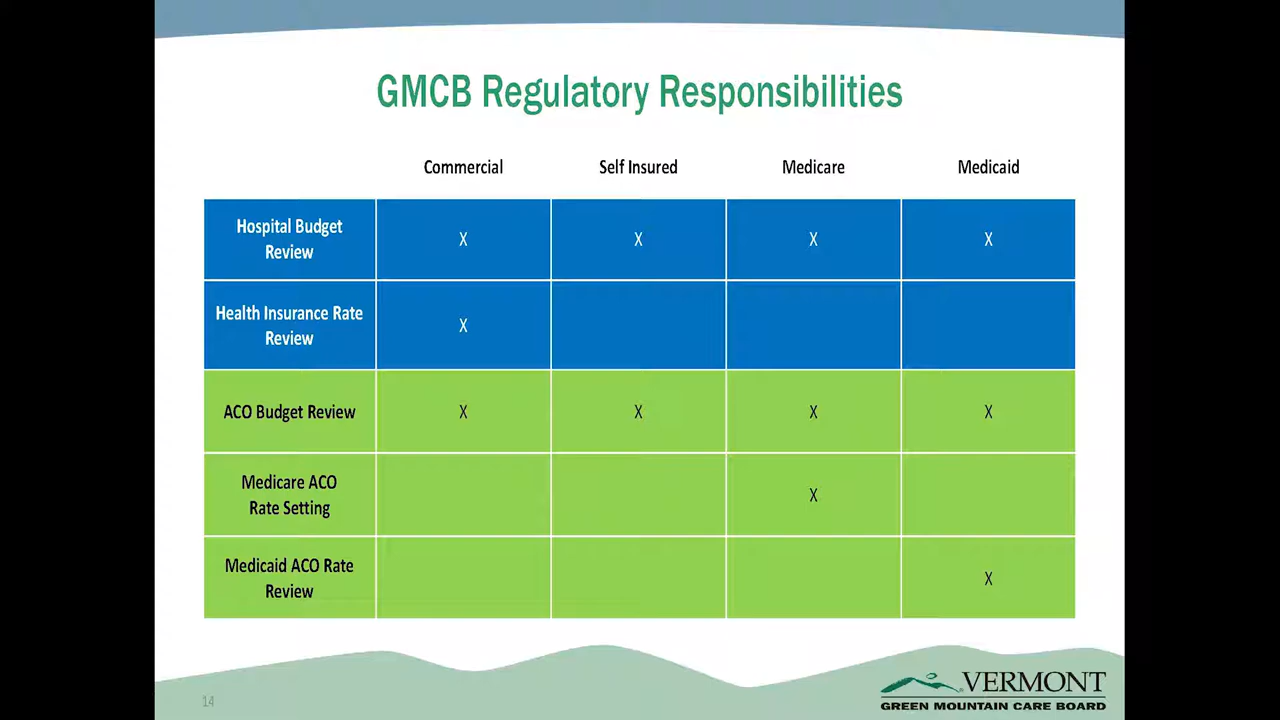 GMCB Regulatory Responsibilities
Commercial Self Insured Medicare Medicaid
Hospital Budget
Review
X X X X
Health Insurance Rate
Review
X
ACO Budget Review X X X X
Medicare ACO
Rate Setting
X
Medicaid ACO Rate
Review
X
14
VERMONT
GREEN MOUNTAIN CARE BOARD